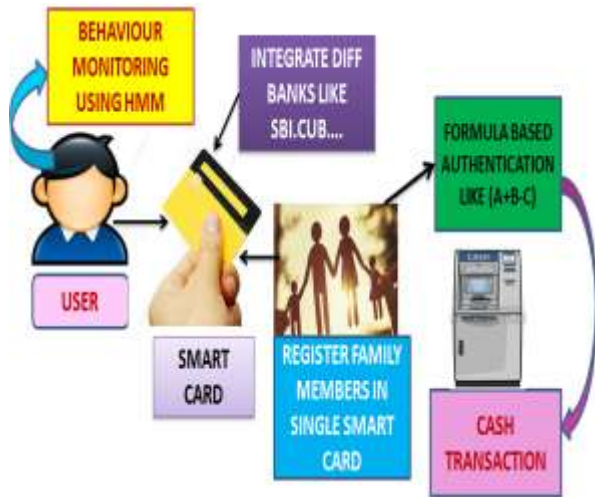 BEHAVIOUR
MONITORING
USING HMM
INTEGRATE DIFF
BANKS LIKE
SBI.CUB....
FORMULA BASED
AUTHENTICATION
LIKE (A+B-C)
CASH
USER
SMART
CARD
REGISTER FAMILY
MEMBERS IN
SINGLE SMART
CARD
CASH
TRANSACTION